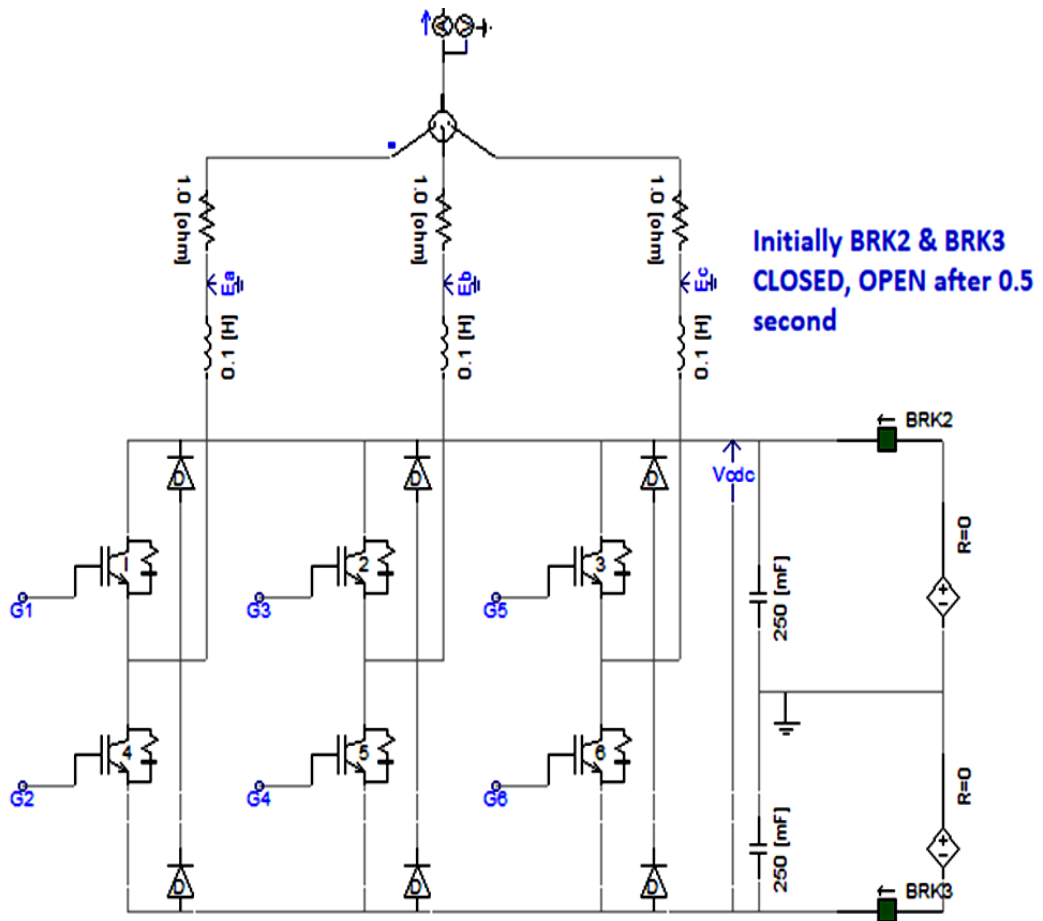 1.0 [ohm]
1.0 [ohm]
1.0 [ohm]
Initially BRK2 & BRK3
CLOSED, OPEN after 0.5
second
Ea
Eb
Ec
0.1 [H]
0.1 [H]
0.1 [H]
BRK2
D
D
D
Vcdc
R=0
1
2
3
250 [mF]
G1
G3
G5
4
5
6
R=0
G2
G4
G6
250 [mF]
D
D
D
BRK3